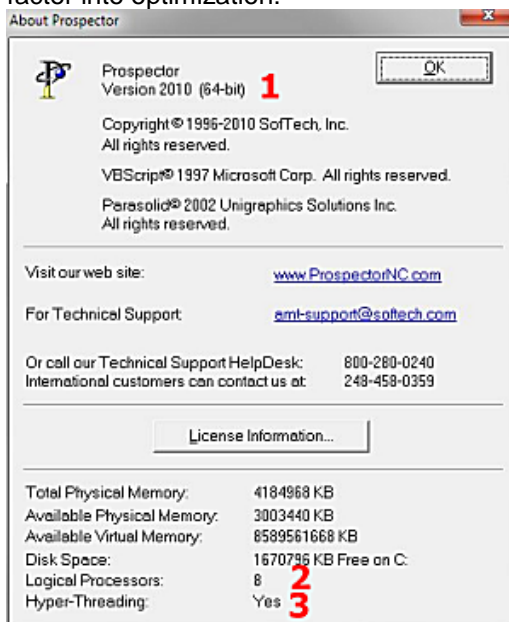 factor into optimization.
About Prospector
Prospector
OK
Version 2010 (64-bit) 1
Copyright© 1996-2010 SofTech, Inc.
All rights reserved.
VBScript© 1997 Microsoft Corp. All rights reserved.
Parasolid© 2002 Unigraphics Solutions Inc.
All rights reserved.
Visit our web site: www.ProspectorNC.com
For Technical Support: amt-support@softech.com
Or call our Technical Support HelpDesk: 800-280-0240
International customers can contact us at: 248-458-0359
License Information...
Total Physical Memory: 4184968 KB
Available Physical Memory: 3003440 KB
Available Virtual Memory: 8589561668 KB
Disk Space: 1670796 KB Free on C:
Logical Processors: 8 2
Hyper-Threading: Yes 3